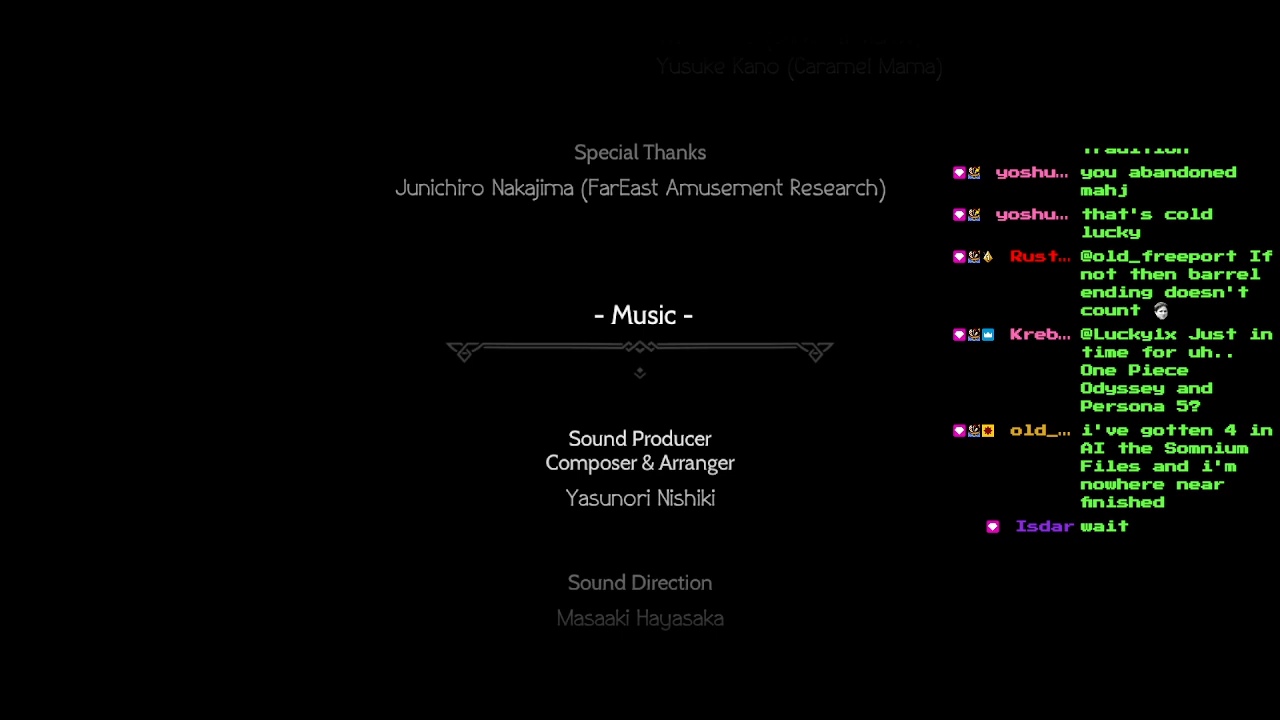 Yusuke Kano (Caramel Mama)
Special Thanks
Junichiro Nakajima (FarEast Amusement Research)
- Music -
Sound Producer
Composer & Arranger
Yasunori Nishiki
Sound Direction
Masaaki Hayasaka
Tradition
yoshu... you abandoned
mahj
yoshu... that's cold
lucky
Rust... @old_freeport If
not then barrel
ending doesn't
count
Kreb... @Lucky1x Just in
time for uh..
One Piece
Odyssey and
Persona 5?
old_... i've gotten 4 in
AI the Somnium
Files and i'm
nowhere near
finished
Isdar wait